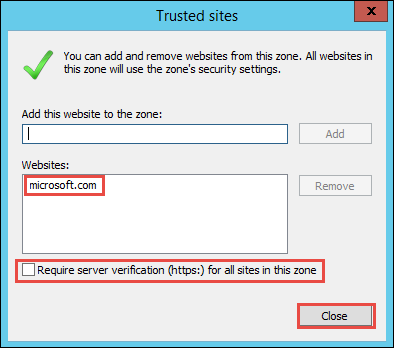 Trusted sites
x
You can add and remove websites from this zone. All websites in
this zone will use the zone's security settings.
Add this website to the zone:
Add
Websites:
microsoft.com
Remove
Require server verification (https:) for all sites in this zone
Close